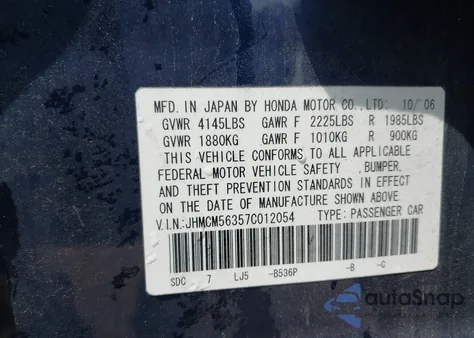 MFD. IN JAPAN BY HONDA MOTOR CO., LTD: 10/'06
GVWR 4145LBS GAWR F 2225LBS R 1985LBS
GVWR 1880KG GAWR F 1010KG R 900KG
THIS VEHICLE CONFORMS TO ALL APPLICABLE
FEDERAL MOTOR VEHICLE SAFETY, BUMPER,
AND THEFT PREVENTION STANDARDS IN EFFECT
ON THE DATE OF MANUFACTURE SHOWN ABOVE.
V.I.N: JHMCM56357C012054 TYPE: PASSENGER CAR
SDC 7 LJ5 -B536P -B -C
autoSnap